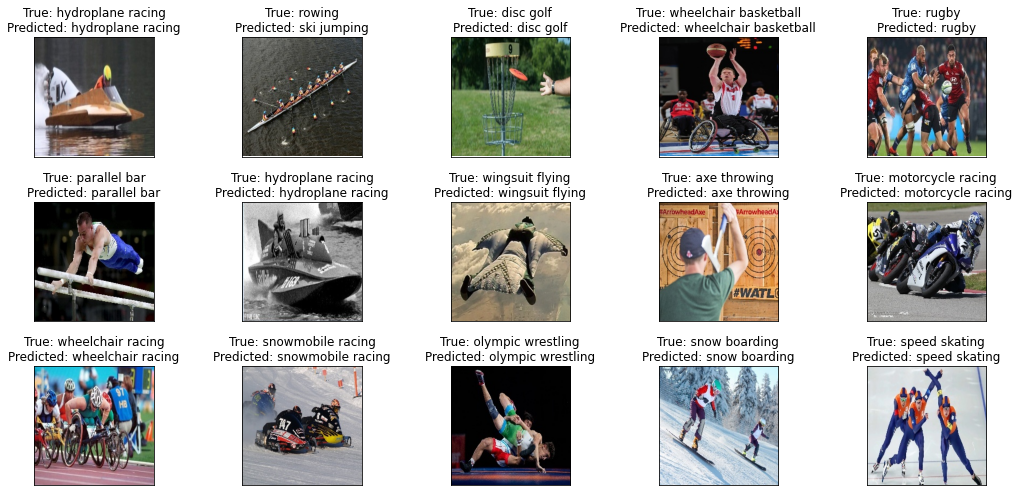 True: hydroplane racing
Predicted: hydroplane racing
True: rowing
Predicted: ski jumping
True: disc golf
Predicted: disc golf
True: wheelchair basketball
Predicted: wheelchair basketball
True: rugby
Predicted: rugby
9
True: parallel bar
Predicted: parallel bar
True: hydroplane racing
Predicted: hydroplane racing
True: wingsuit flying
Predicted: wingsuit flying
True: axe throwing
Predicted: axe throwing
True: motorcycle racing
Predicted: motorcycle racing
#ArrowheadAxe
#WATL
True: wheelchair racing
Predicted: wheelchair racing
True: snowmobile racing
Predicted: snowmobile racing
True: olympic wrestling
Predicted: olympic wrestling
True: snow boarding
Predicted: snow boarding
True: speed skating
Predicted: speed skating
747